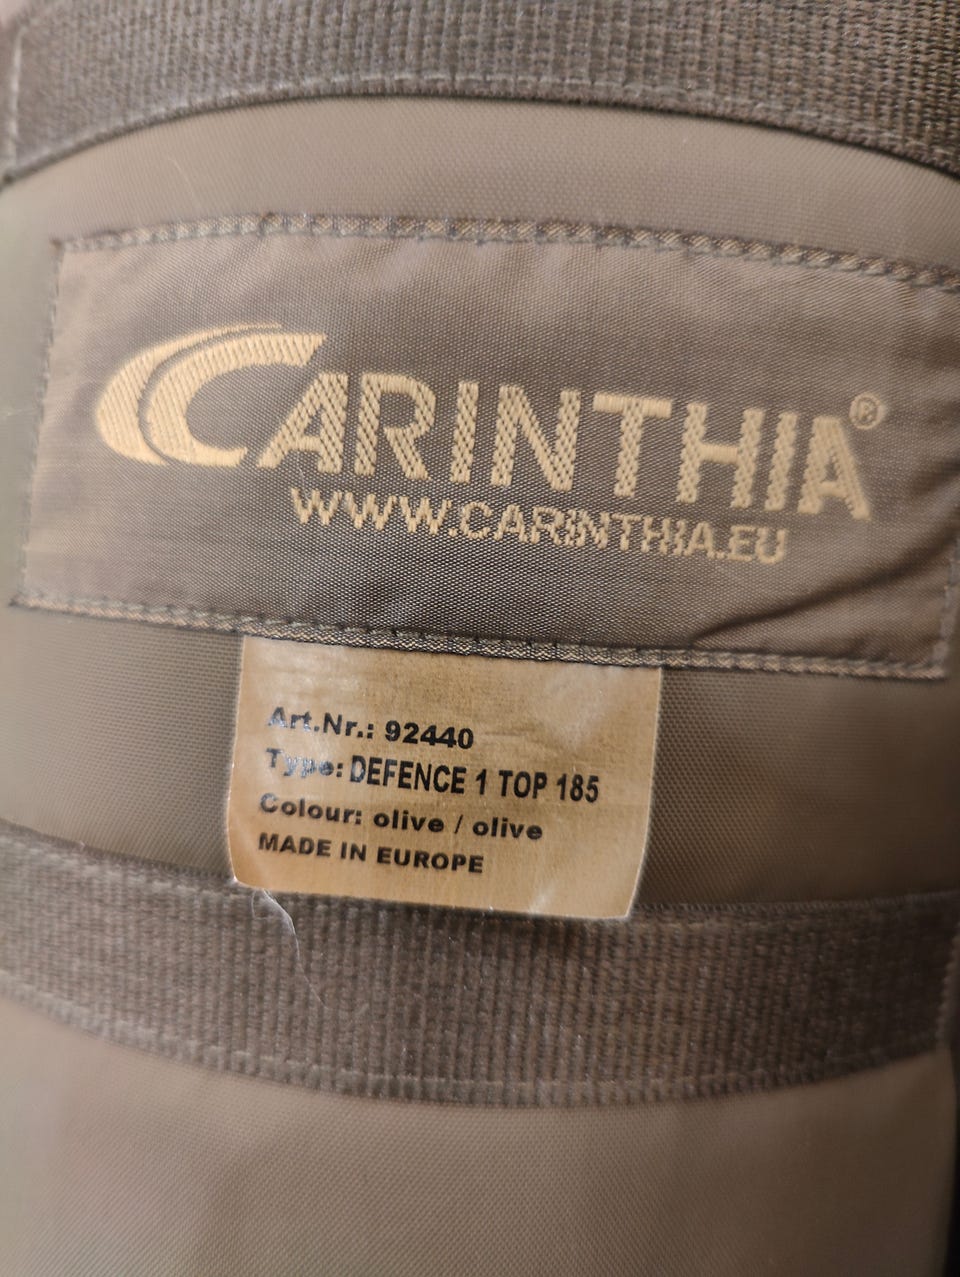 CARINTHIA®
WWW.CARINTHIA.EU
Art.Nr.: 92440
Type: DEFENCE 1 TOP 185
Colour: olive / olive
MADE IN EUROPE